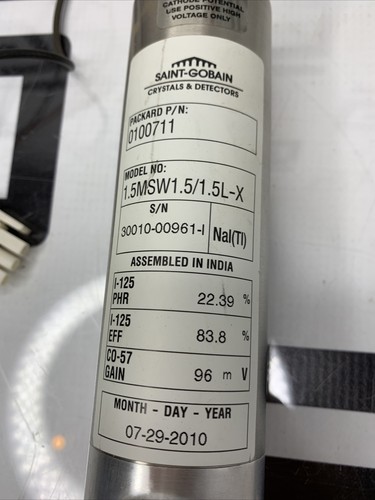 CATHODE POTENTIAL
USE POSITIVE HIGH
VOLTAGE ONLY
SAINT-GOBAIN
CRYSTALS & DETECTORS
PACKARD P/N:
0100711
MODEL NO:
1.5MSW1.5/1.5L-X
S/N
30010-00961-I
NaI(Tl)
ASSEMBLED IN INDIA
I-125
PHR 22.39 %
I-125
EFF 83.8 %
CO-57
GAIN 96 m V
MONTH - DAY - YEAR
07-29-2010